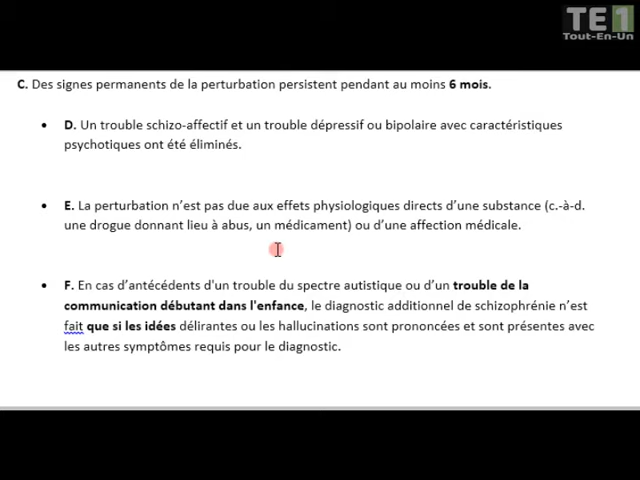 TE1
Tout-En-Un
C. Des signes permanents de la perturbation persistent pendant au moins 6 mois.
• D. Un trouble schizo-affectif et un trouble dépressif ou bipolaire avec caractéristiques
psychotiques ont été éliminés.
• E. La perturbation n'est pas due aux effets physiologiques directs d'une substance (c.-à-d.
une drogue donnant lieu à abus, un médicament) ou d'une affection médicale.
• F. En cas d'antécédents d'un trouble du spectre autistique ou d'un trouble de la
communication débutant dans l'enfance, le diagnostic additionnel de schizophrénie n'est
fait que si les idées délirantes ou les hallucinations sont prononcées et sont présentes avec
les autres symptômes requis pour le diagnostic.